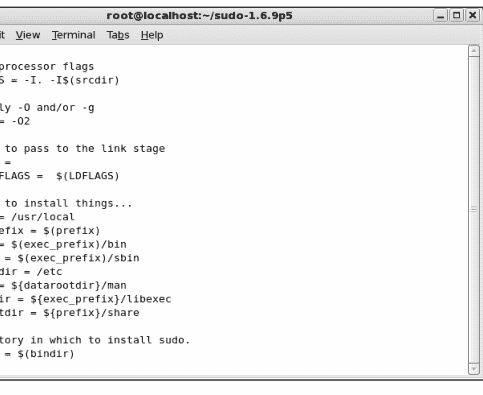 root@localhost:~/sudo-1.6.9p5
it View Terminal Tabs Help
processor flags
S = -I. -I$(srcdir)
ly -O and/or -g
= -O2
to pass to the link stage
=
FLAGS = $(LDFLAGS)
to install things...
= /usr/local
efix = $(prefix)
= $(exec_prefix)/bin
= $(exec_prefix)/sbin
dir = /etc
= ${datarootdir}/man
ir = ${exec_prefix}/libexec
tdir = ${prefix}/share
tory in which to install sudo.
= $(bindir)